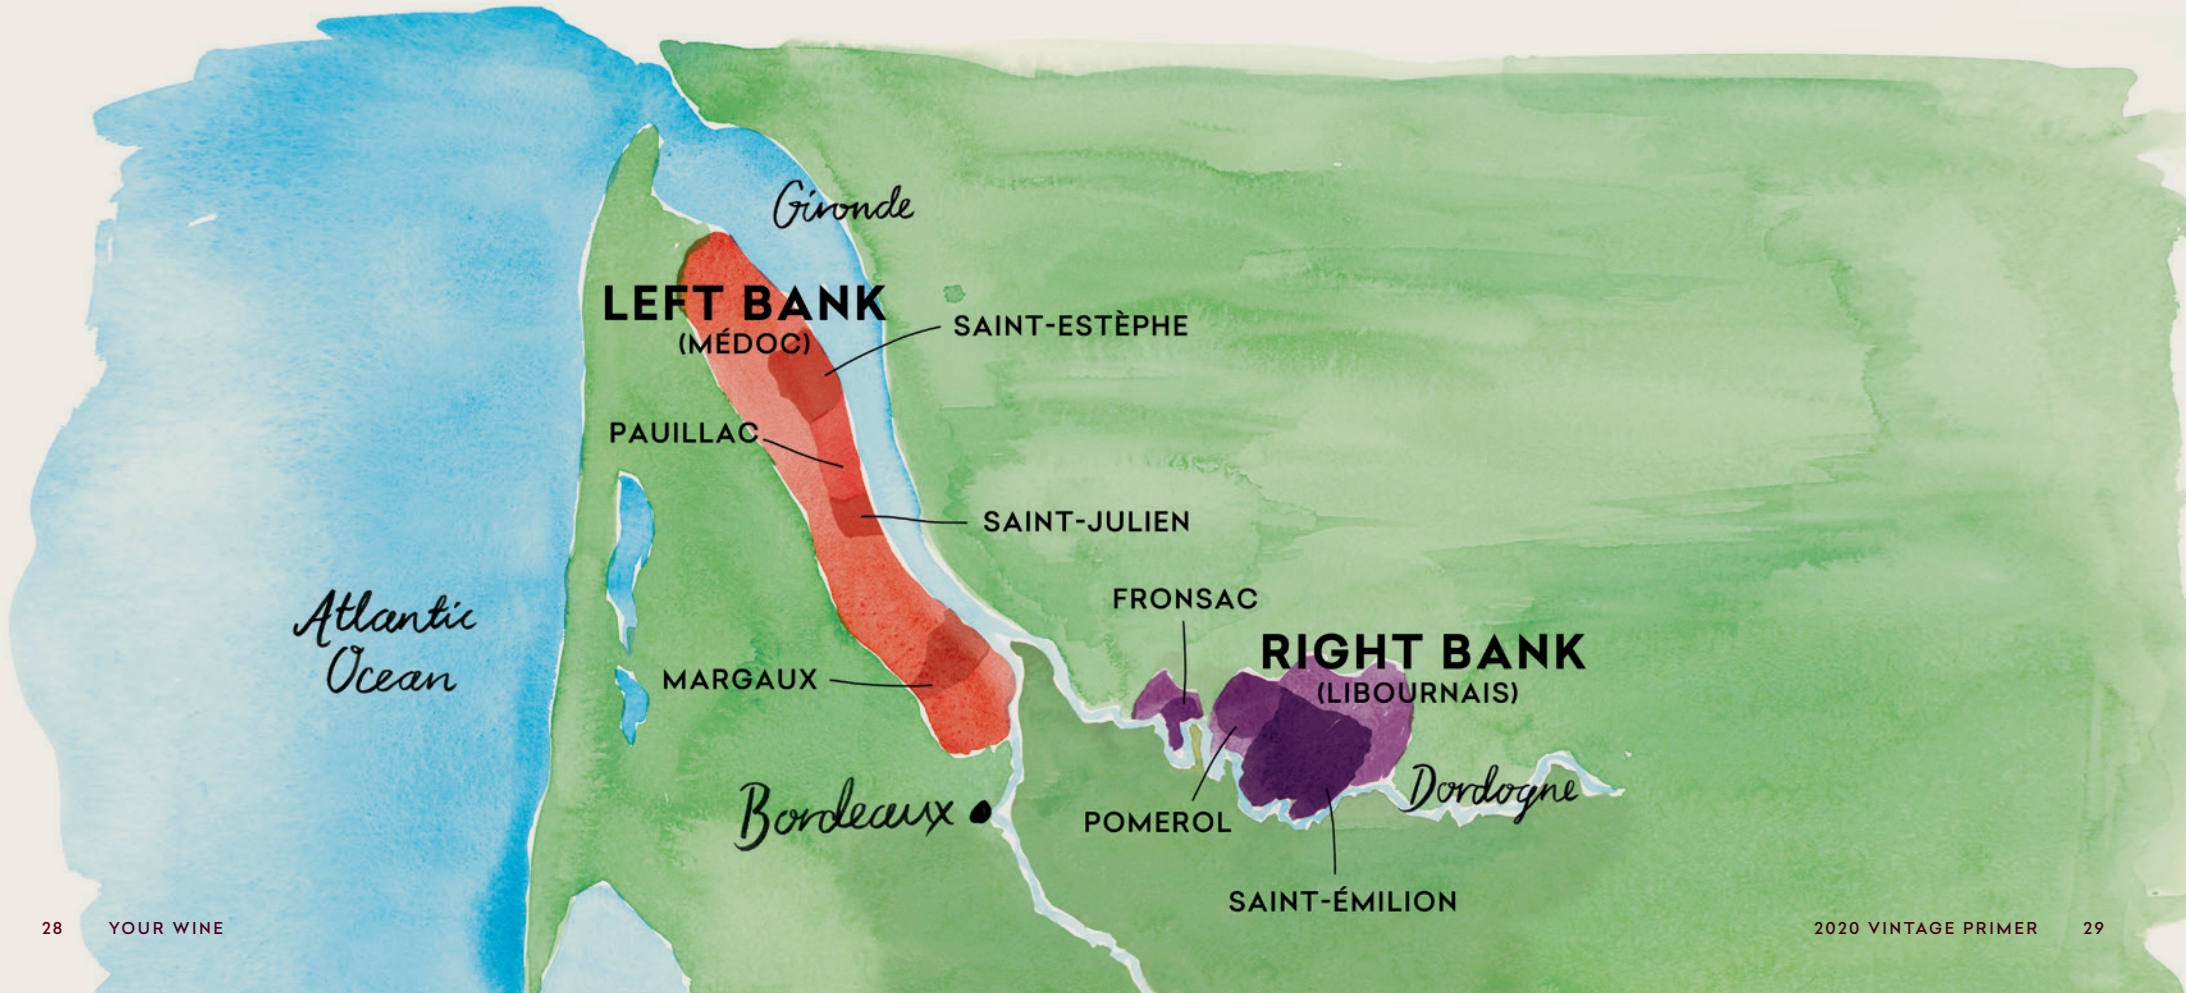 Gironde
LEFT BANK
(MÉDOC)
SAINT-ESTÈPHE
PAUILLAC
SAINT-JULIEN
Atlantic
Ocean
MARGAUX
FRONSAC
RIGHT BANK
(LIBOURNAIS)
Bordeaux
Dordogne
POMEROL
SAINT-ÉMILION
28 YOUR WINE
2020 VINTAGE PRIMER 29